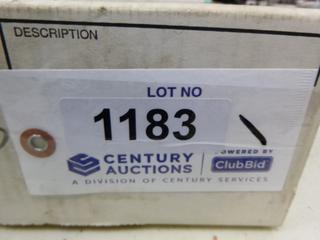 DESCRIPTION
LOT NO
1183
CENTURY AUCTIONS
POWERED BY
ClubBid
A DIVISION OF CENTURY SERVICES